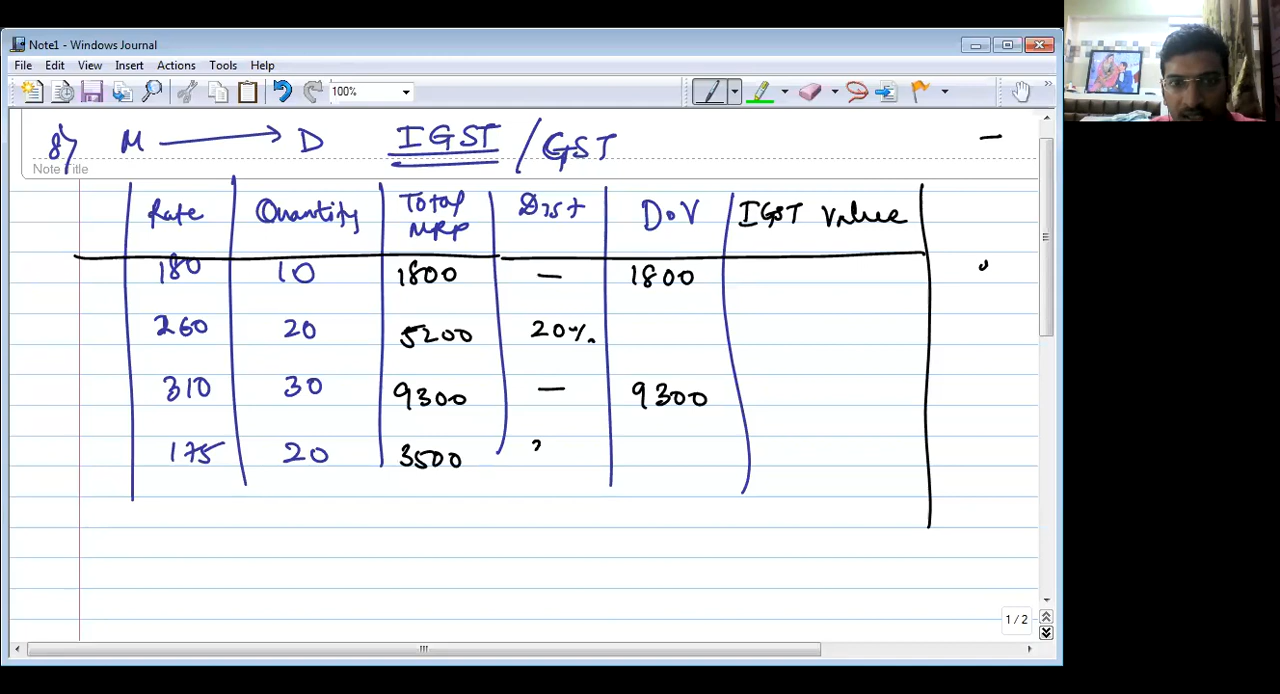 Note1 - Windows Journal
File Edit View Insert Actions Tools Help
100%
8) M → D IGST / GST —
Note Title
Rate Quantity Total MRP Dist DoV IGST Value
180 10 1800 — 1800
260 20 5200 20%.
310 30 9300 — 9300
175 20 3500
1 / 2